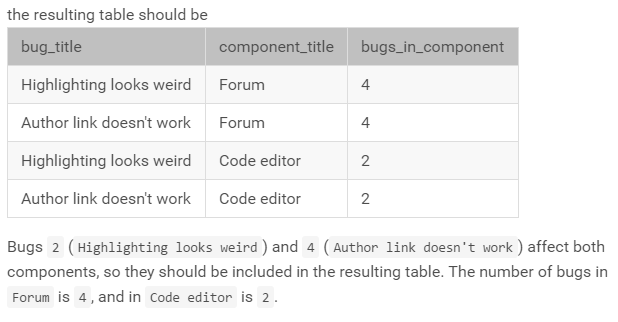 the resulting table should be
bug_title component_title bugs_in_component
Highlighting looks weird Forum 4
Author link doesn't work Forum 4
Highlighting looks weird Code editor 2
Author link doesn't work Code editor 2
Bugs 2 (Highlighting looks weird) and 4 (Author link doesn't work) affect both
components, so they should be included in the resulting table. The number of bugs in
Forum is 4, and in Code editor is 2.